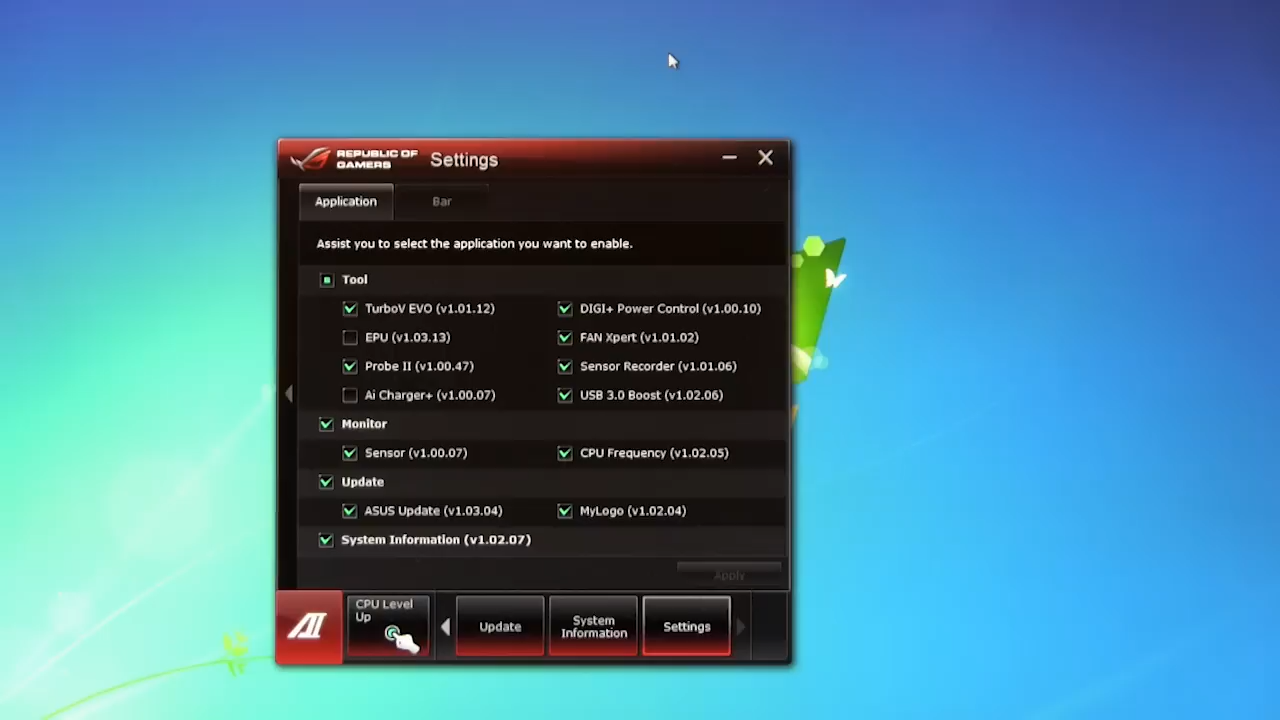 REPUBLIC OF GAMERS Settings
Application Bar
Assist you to select the application you want to enable.
Tool
TurboV EVO (v1.01.12) DIGI+ Power Control (v1.00.10)
EPU (v1.03.13) FAN Xpert (v1.01.02)
Probe II (v1.00.47) Sensor Recorder (v1.01.06)
Ai Charger+ (v1.00.07) USB 3.0 Boost (v1.02.06)
Monitor
Sensor (v1.00.07) CPU Frequency (v1.02.05)
Update
ASUS Update (v1.03.04) MyLogo (v1.02.04)
System Information (v1.02.07)
Apply
AI
CPU Level
Up
Update
System
Information
Settings